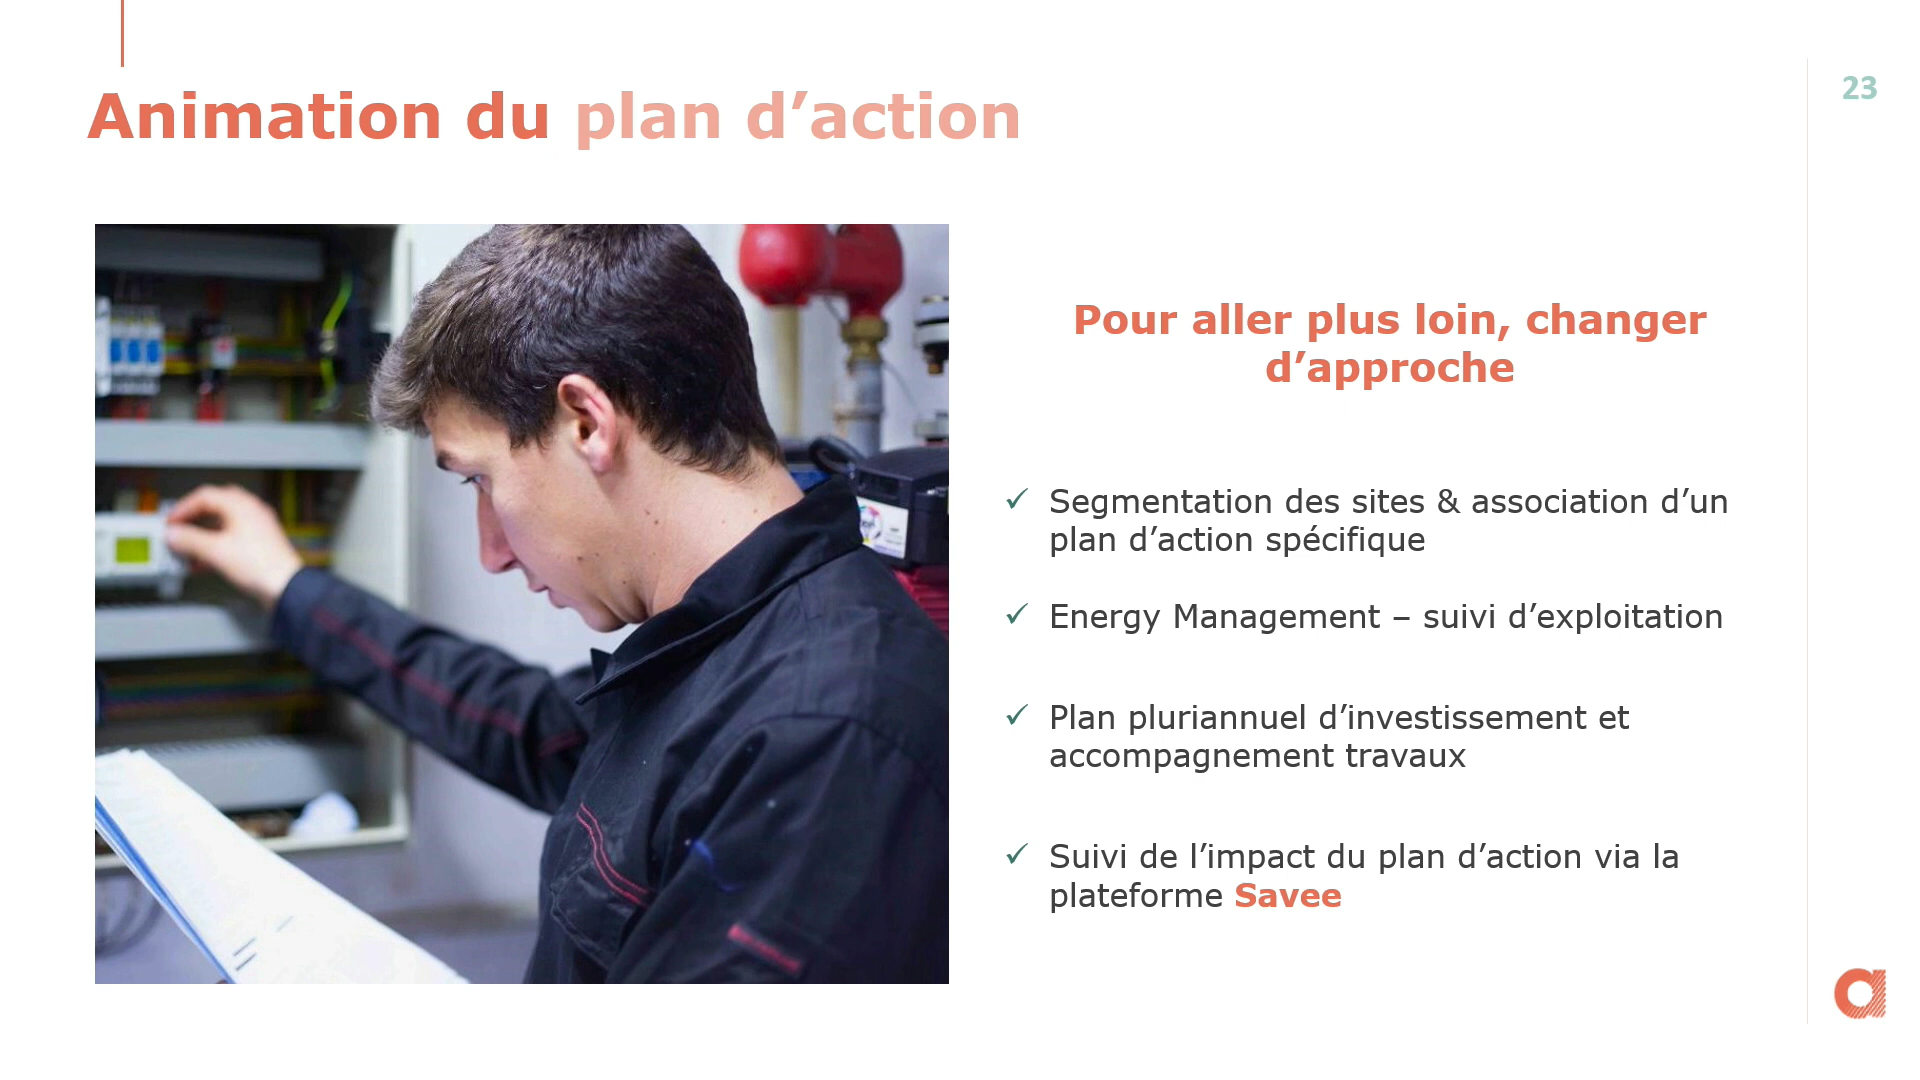 23
Animation du plan d’action
Pour aller plus loin, changer
d’approche
✓ Segmentation des sites & association d’un
plan d’action spécifique
✓ Energy Management – suivi d’exploitation
✓ Plan pluriannuel d’investissement et
accompagnement travaux
✓ Suivi de l’impact du plan d’action via la
plateforme Savee
a